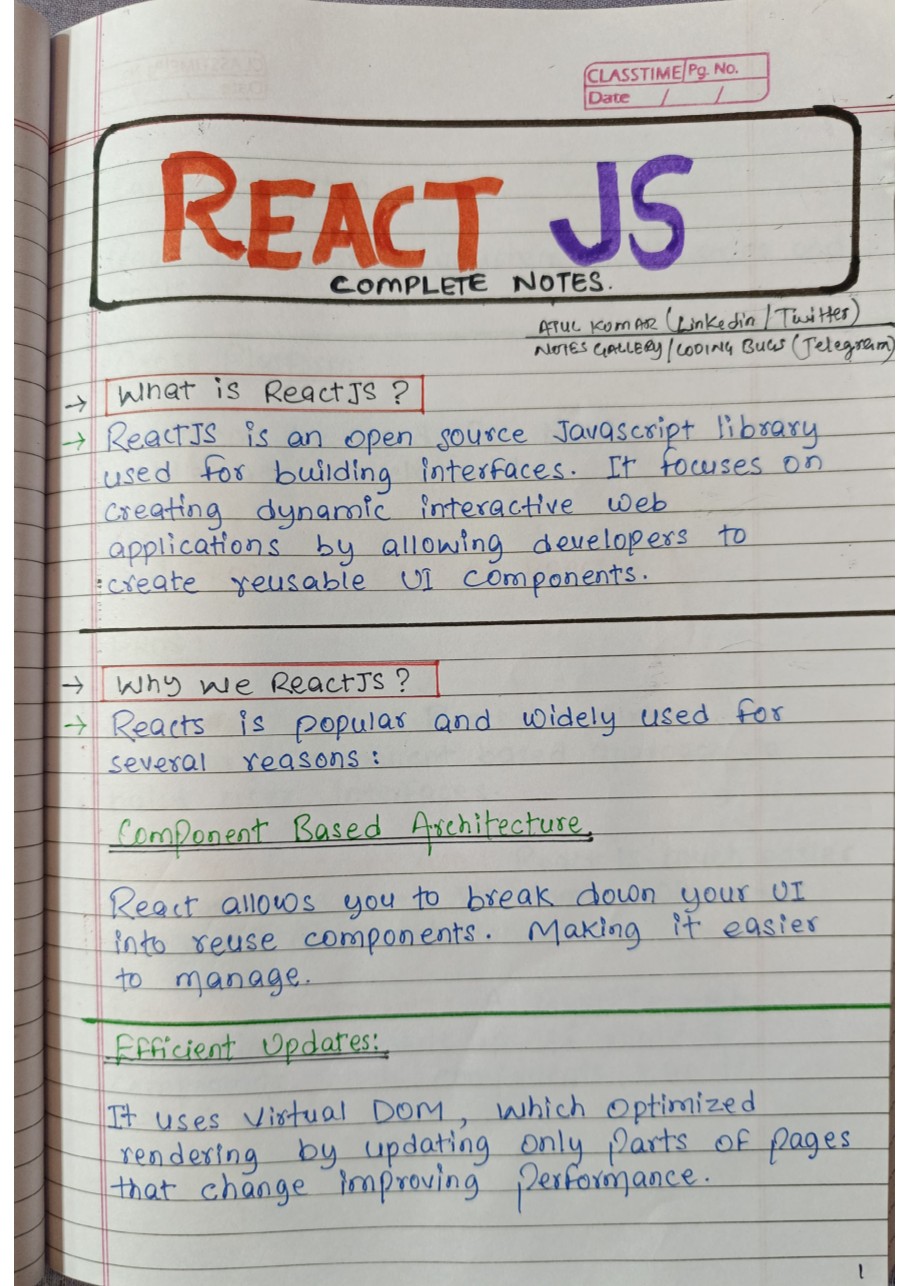 CLASSTIME Pg. No.
Date / /
REACT JS
COMPLETE NOTES.
ATUL KUMAR (Linkedin / Twitter)
NOTES GALLERY / CODING BUGS (Telegram)
→ What is ReactJS?
→ ReactJS is an open source Javascript library
used for building interfaces. It focuses on
creating dynamic interactive web
applications by allowing developers to
create reusable UI components.
→ Why we ReactJS?
→ Reacts is popular and widely used for
several reasons:
Component Based Architecture
React allows you to break down your UI
into reuse components. Making it easier
to manage.
Efficient Updates:
It uses Virtual DOM, which optimized
rendering by updating only parts of pages
that change improving performance.
1